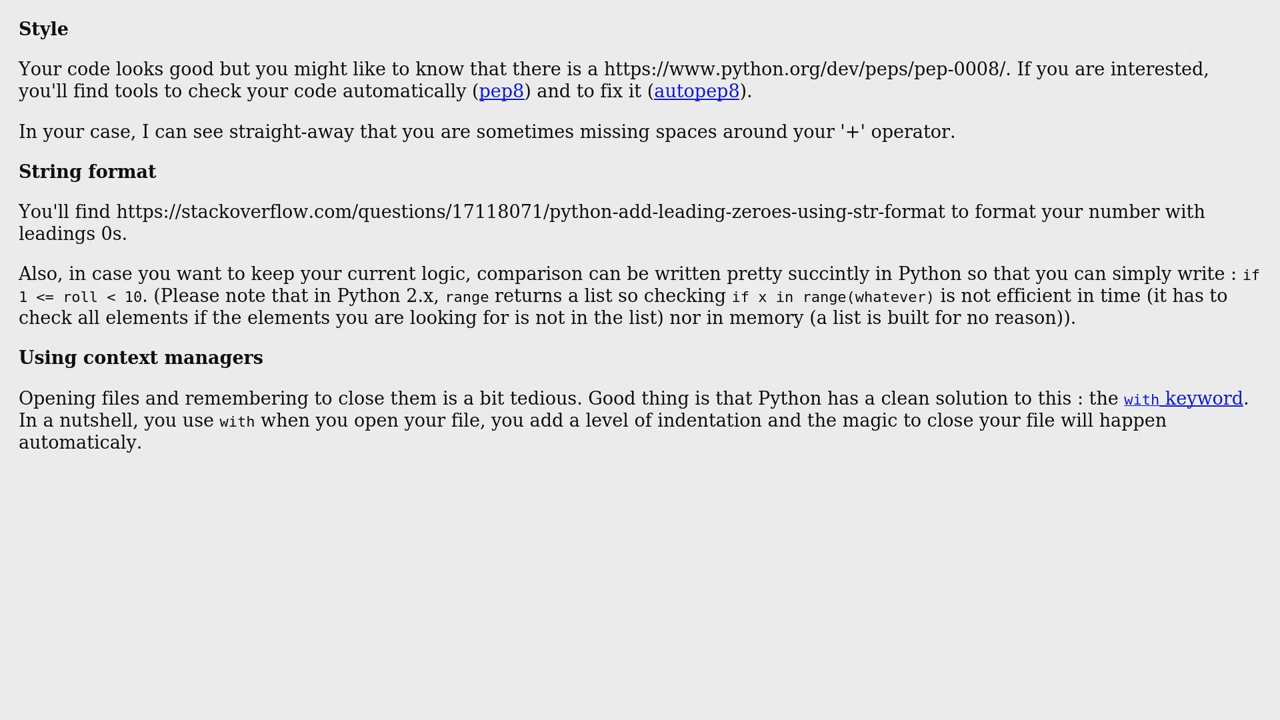 Style
Your code looks good but you might like to know that there is a https://www.python.org/dev/peps/pep-0008/. If you are interested,
you'll find tools to check your code automatically (pep8) and to fix it (autopep8).
In your case, I can see straight-away that you are sometimes missing spaces around your '+' operator.
String format
You'll find https://stackoverflow.com/questions/17118071/python-add-leading-zeroes-using-str-format to format your number with
leadings 0s.
Also, in case you want to keep your current logic, comparison can be written pretty succintly in Python so that you can simply write : if
1 <= roll < 10. (Please note that in Python 2.x, range returns a list so checking if x in range(whatever) is not efficient in time (it has to
check all elements if the elements you are looking for is not in the list) nor in memory (a list is built for no reason)).
Using context managers
Opening files and remembering to close them is a bit tedious. Good thing is that Python has a clean solution to this : the with keyword.
In a nutshell, you use with when you open your file, you add a level of indentation and the magic to close your file will happen
automaticaly.